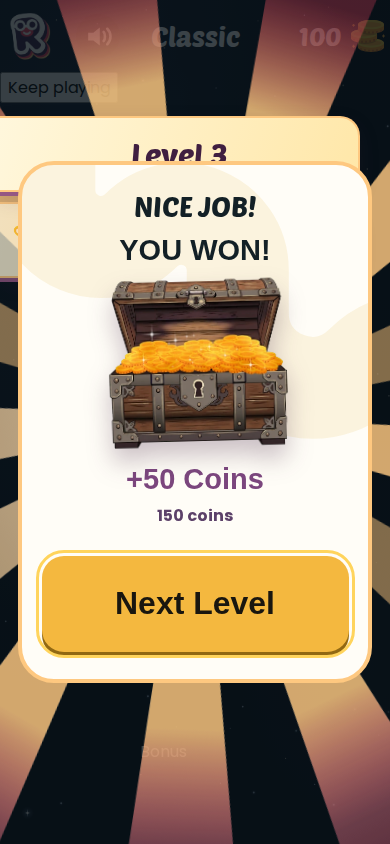 Classic
100
Keep playing
Level 3
NICE JOB!
YOU WON!
+50 Coins
150 coins
Next Level
Bonus